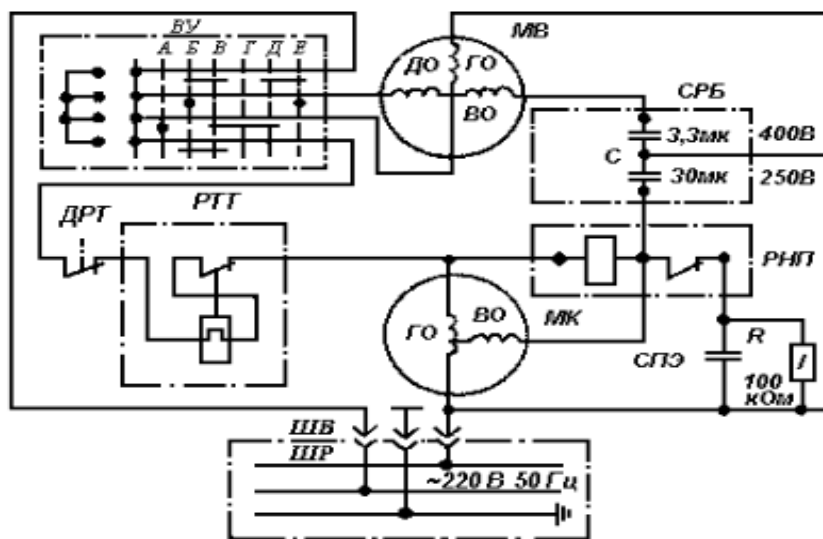 ВУ
А Б В Г Д Е
МВ
ДО
ГО
ВО
СРБ
3,3мк
400В
С
30мк
250В
ДРТ
РТТ
РНП
ГО
ВО
МК
СПЭ
R
100
кОм
ШВ
ШР
~220 В 50 Гц